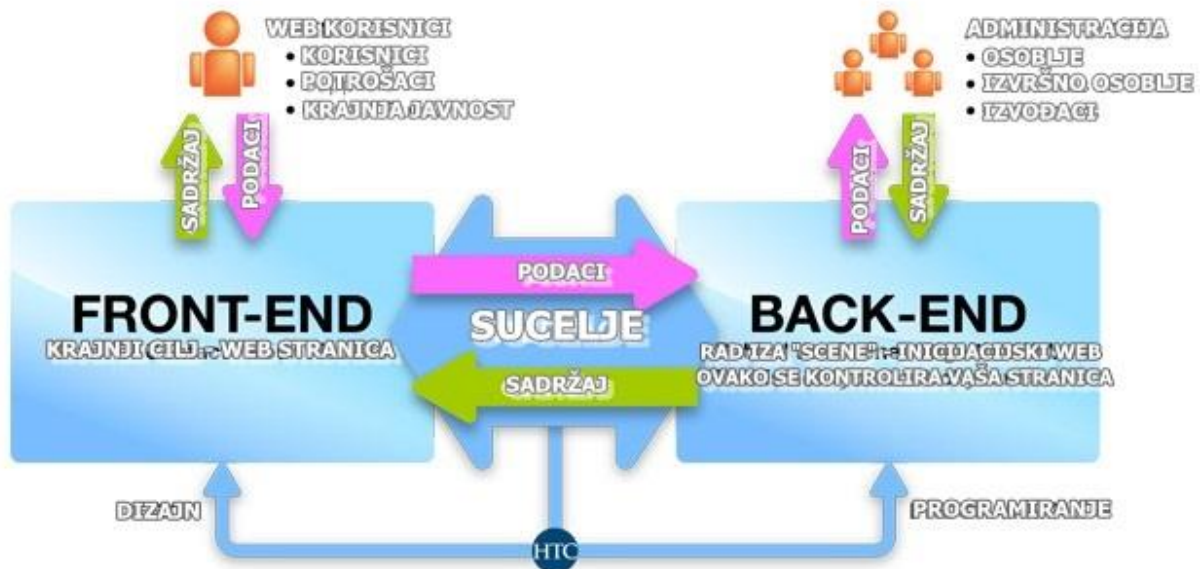 WEB KORISNICI
• KORISNICI
• POTROŠACI
• KRAJNJA JAVNOST
ADMINISTRACIJA
• OSOBLJE
• IZVRŠNO OSOBLJE
• IZVOĐACI
SADRŽAJ
PODACI
PODACI
SADRŽAJ
PODACI
FRONT-END
KRAJNJI CILJ - WEB STRANICA
SUCELJE
BACK-END
RAD IZA "SCENE" - INICIJACIJSKI WEB
OVAKO SE KONTROLIRA VAŠA STRANICA
SADRŽAJ
DIZAJN
PROGRAMIRANJE
HTC